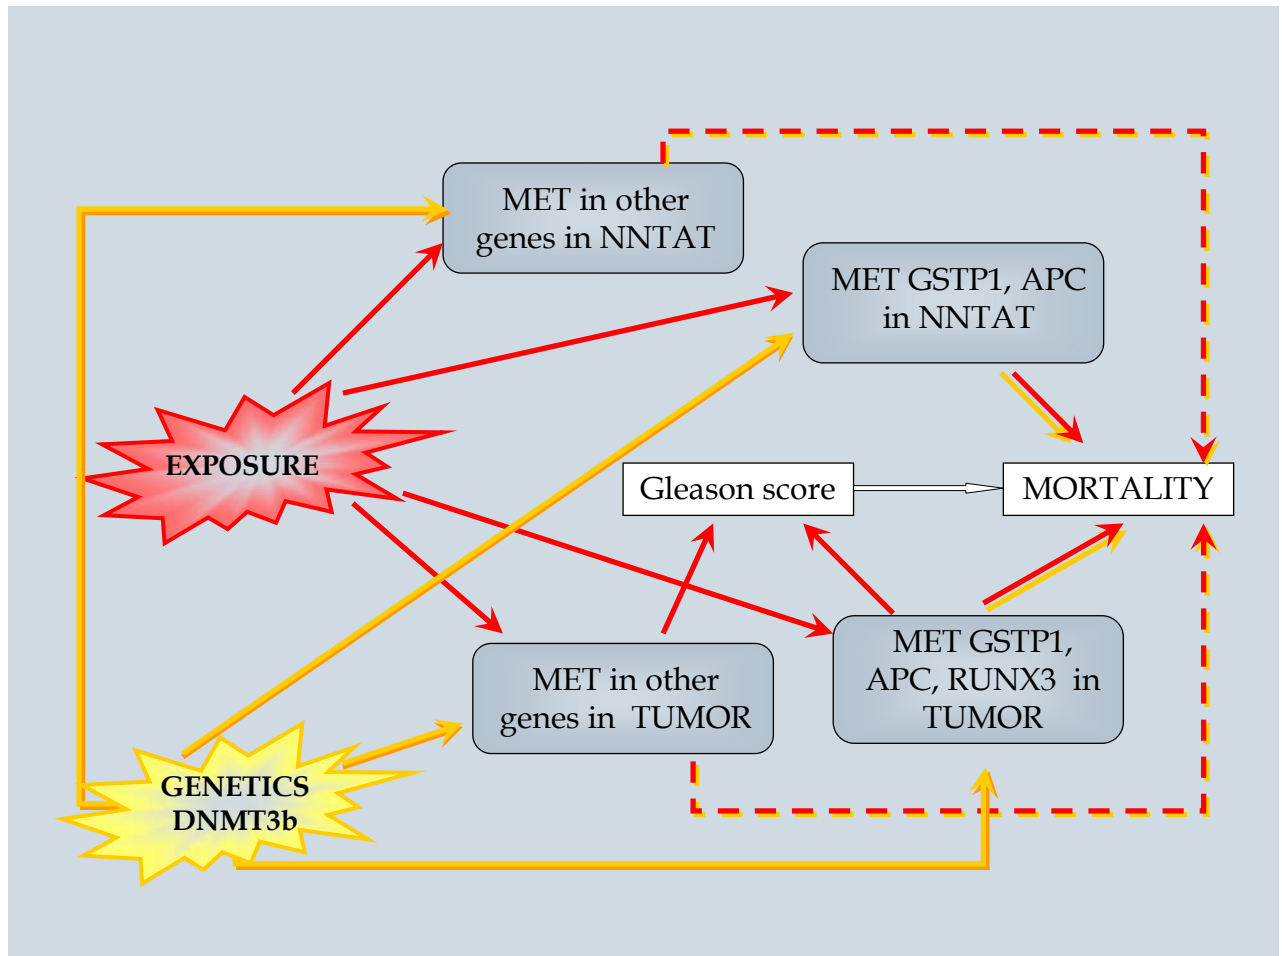 MET in other
genes in NNTAT
MET GSTP1, APC
in NNTAT
EXPOSURE
Gleason score
MORTALITY
MET in other
genes in TUMOR
MET GSTP1,
APC, RUNX3 in
TUMOR
GENETICS
DNMT3b